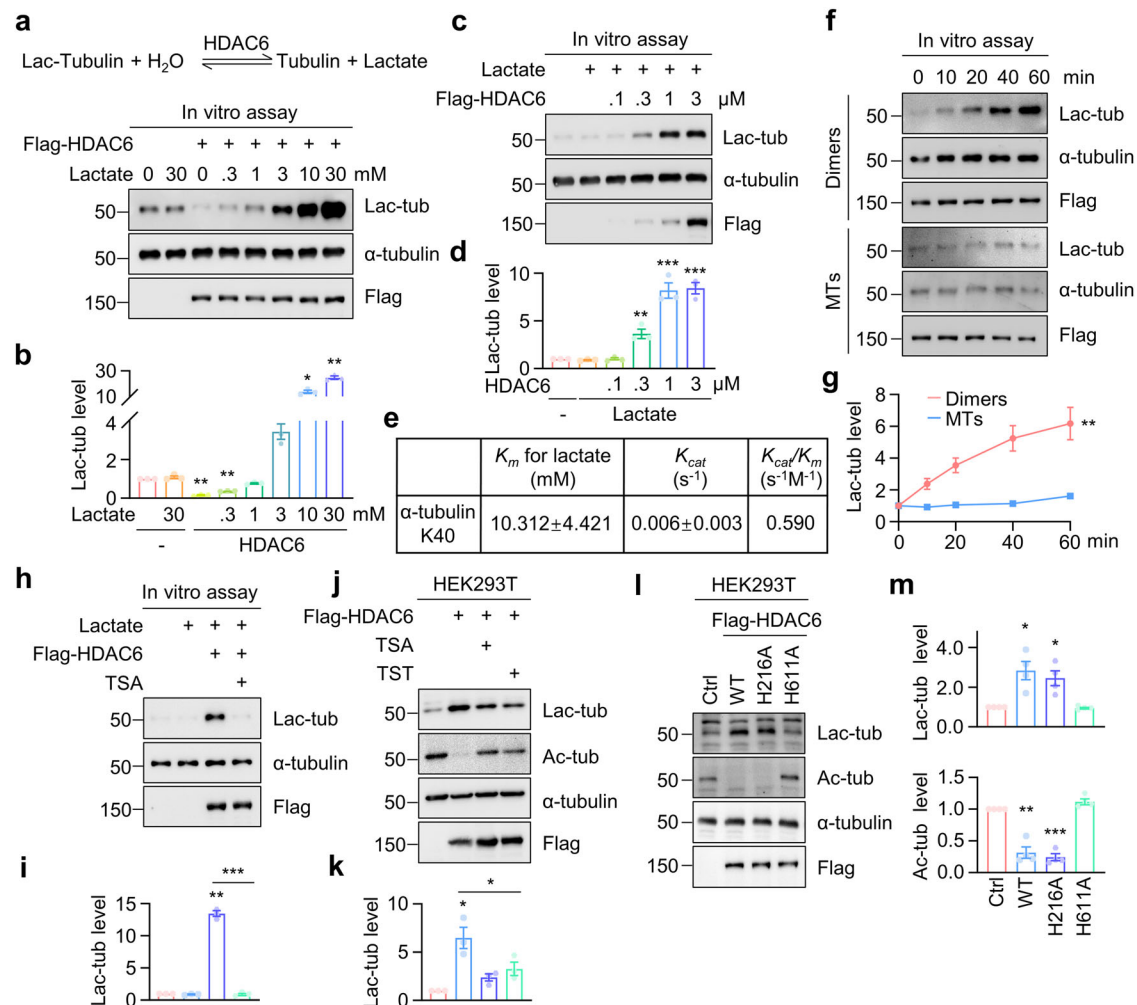 a
Lac-Tubulin + H2O HDAC6 Tubulin + Lactate
In vitro assay
Flag-HDAC6 + + + + + +
Lactate 0 30 0 .3 1 3 10 30 mM
50 Lac-tub
50 α-tubulin
150 Flag
b
Lac-tub level
30
10
4
2
0
Lactate 30 .3 1 3 10 30 mM
- HDAC6
c
In vitro assay
Lactate + + + + +
Flag-HDAC6 .1 .3 1 3 μM
50 Lac-tub
50 α-tubulin
150 Flag
d
Lac-tub level
10
5
0
** *** ***
HDAC6 .1 .3 1 3 μM
- Lactate
** ** * **
e
Km for lactate (mM) Kcat (s-1) Kcat/Km (s-1M-1)
α-tubulin K40 10.312±4.421 0.006±0.003 0.590
f
In vitro assay
0 10 20 40 60 min
Dimers
50 Lac-tub
50 α-tubulin
150 Flag
MTs
50 Lac-tub
50 α-tubulin
150 Flag
g
Lac-tub level
8
6
4
2
0
Dimers
MTs
**
0 20 40 60 min
h
In vitro assay
Lactate + + +
Flag-HDAC6 + +
TSA +
50 Lac-tub
50 α-tubulin
150 Flag
i
Lac-tub level
15
10
5
0
***
**
j
HEK293T
Flag-HDAC6 + + +
TSA +
TST +
50 Lac-tub
50 Ac-tub
50 α-tubulin
150 Flag
k
Lac-tub level
10
5
0
*
*
l
HEK293T
Flag-HDAC6
Ctrl WT H216A H611A
50 Lac-tub
50 Ac-tub
50 α-tubulin
150 Flag
m
Lac-tub level
4.0
2.0
0.0
* *
Ac-tub level
1.5
1.0
0.5
0.0
** ***
Ctrl WT H216A H611A